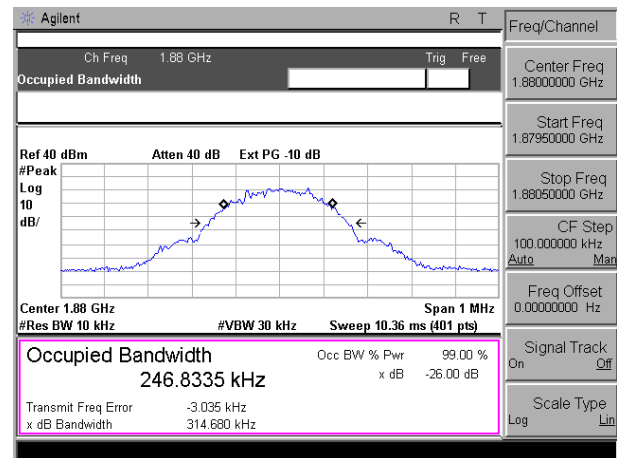 Agilent R T
Freq/Channel
Ch Freq 1.88 GHz Trig Free
Occupied Bandwidth
Center Freq
1.88000000 GHz
Start Freq
1.87950000 GHz
Stop Freq
1.88050000 GHz
CF Step
100.000000 kHz
Auto Man
Freq Offset
0.00000000 Hz
Signal Track
On Off
Scale Type
Log Lin
Ref 40 dBm Atten 40 dB Ext PG -10 dB
#Peak
Log
10
dB/
Center 1.88 GHz Span 1 MHz
#Res BW 10 kHz #VBW 30 kHz Sweep 10.36 ms (401 pts)
Occupied Bandwidth Occ BW % Pwr 99.00 %
246.8335 kHz x dB -26.00 dB
Transmit Freq Error -3.035 kHz
x dB Bandwidth 314.680 kHz